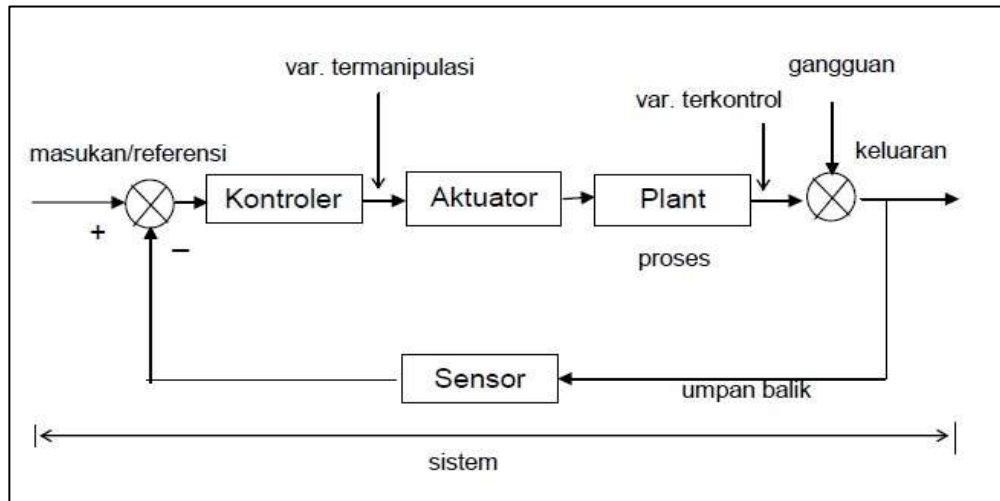 gangguan
var. termanipulasi
var. terkontrol
masukan/referensi
keluaran
Kontroler
Aktuator
Plant
+
–
proses
Sensor
umpan balik
sistem